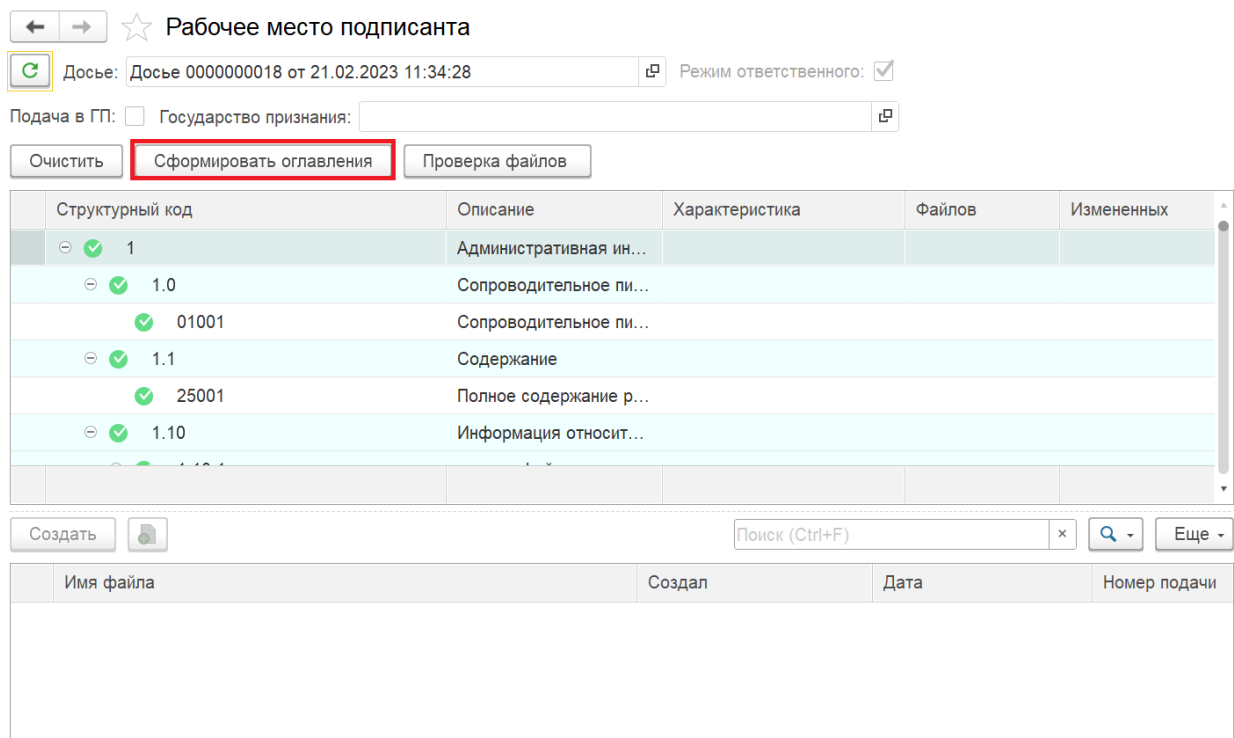 Рабочее место подписанта
Досье: Досье 0000000018 от 21.02.2023 11:34:28 Режим ответственного:
Подача в ГП: Государство признания:
Очистить Сформировать оглавления Проверка файлов
Структурный код Описание Характеристика Файлов Измененных
1 Административная ин...
1.0 Сопроводительное пи...
01001 Сопроводительное пи...
1.1 Содержание
25001 Полное содержание р...
1.10 Информация относит...
Создать Поиск (Ctrl+F) × Еще
Имя файла Создал Дата Номер подачи